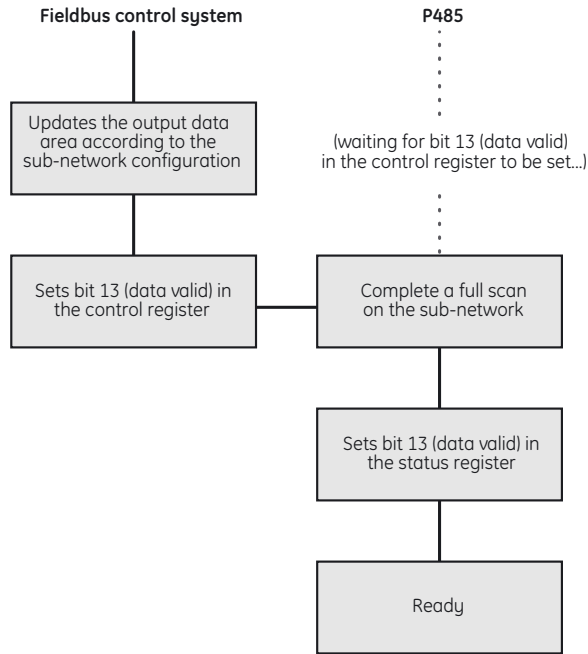 Fieldbus control system
P485
Updates the output data
area according to the
sub-network configuration
(waiting for bit 13 (data valid)
in the control register to be set...)
Sets bit 13 (data valid) in
the control register
Complete a full scan
on the sub-network
Sets bit 13 (data valid) in
the status register
Ready